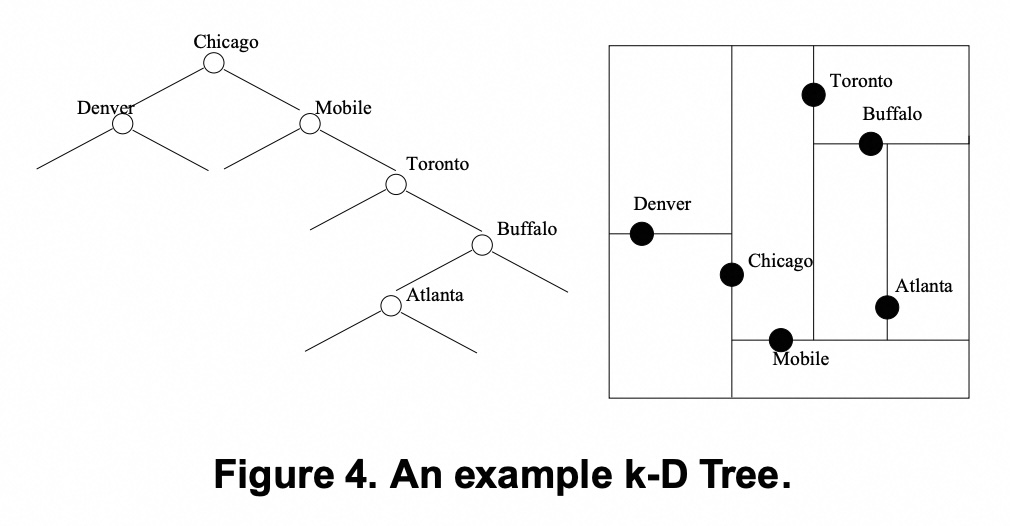 Chicago
Denver
Mobile
Toronto
Buffalo
Atlanta
Toronto
Buffalo
Denver
Chicago
Atlanta
Mobile
Figure 4. An example k-D Tree.